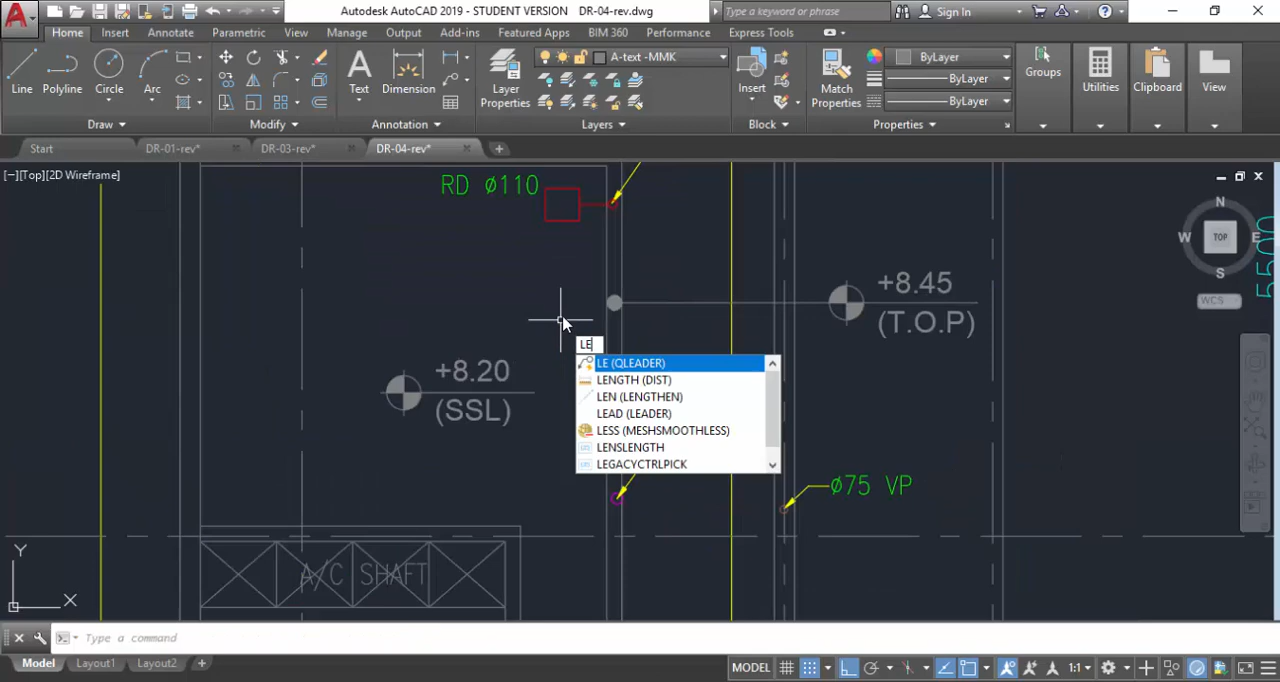 Autodesk AutoCAD 2019 - STUDENT VERSION DR-04-rev.dwg
Type a keyword or phrase
Sign In
Home Insert Annotate Parametric View Manage Output Add-ins Featured Apps BIM 360 Performance Express Tools
A-text -MMK
ByLayer
ByLayer
ByLayer
Line Polyline Circle Arc
Text Dimension
Layer Properties
Insert
Match Properties
Groups
Utilities
Clipboard
View
Draw Modify Annotation Layers Block Properties
Start DR-01-rev* DR-03-rev* DR-04-rev*
[−][Top][2D Wireframe]
RD ø110
N
W TOP E
S
WCS
5500
+8.45
(T.O.P)
+8.20
(SSL)
LE
LE (QLEADER)
LENGTH (DIST)
LEN (LENGTHEN)
LEAD (LEADER)
LESS (MESHSMOOTHLESS)
LENSLENGTH
LEGACYCTRLPICK
ø75 VP
A/C SHAFT
Y
X
Type a command
Model Layout1 Layout2
MODEL
1:1